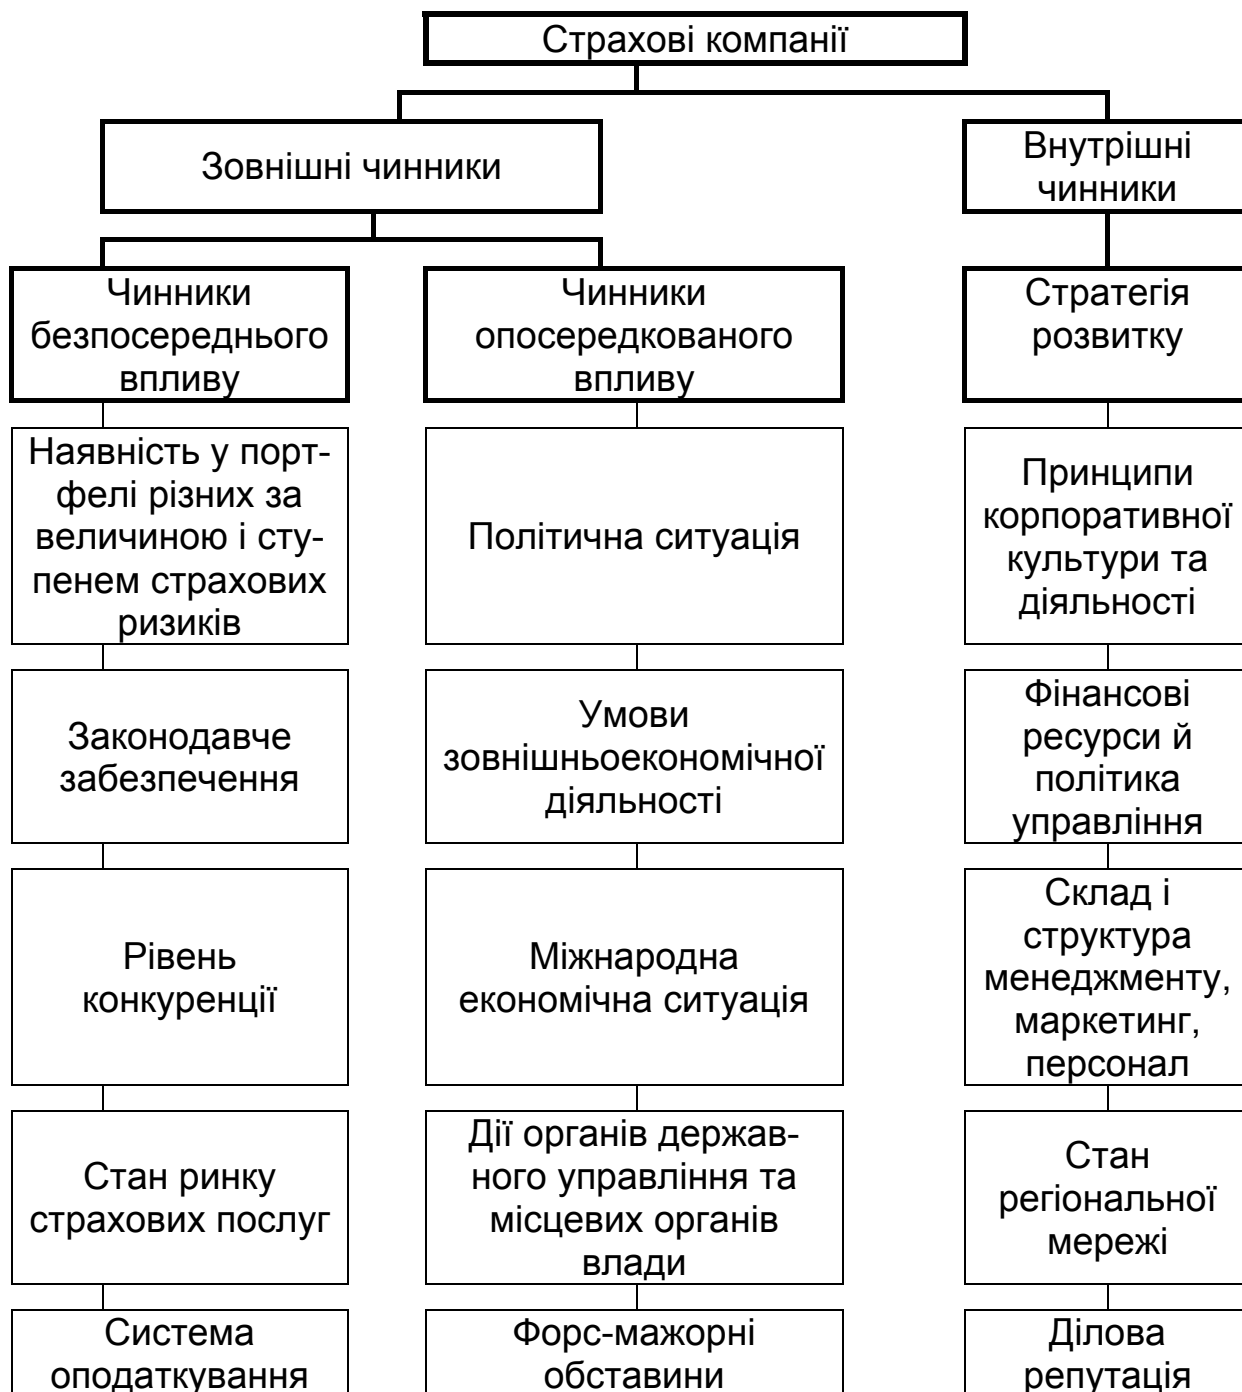 Страхові компанії
Зовнішні чинники
Внутрішні
чинники
Чинники
безпосереднього
впливу
Чинники
опосередкованого
впливу
Стратегія
розвитку
Наявність у порт-
фелі різних за
величиною і сту-
пенем страхових
ризиків
Політична ситуація
Принципи
корпоративної
культури та
діяльності
Законодавче
забезпечення
Умови
зовнішньоекономічної
діяльності
Фінансові
ресурси й
політика
управління
Рівень
конкуренції
Міжнародна
економічна ситуація
Склад і
структура
менеджменту,
маркетинг,
персонал
Стан ринку
страхових послуг
Дії органів держав-
ного управління та
місцевих органів
влади
Стан
регіональної
мережі
Система
оподаткування
Форс-мажорні
обставини
Ділова
репутація